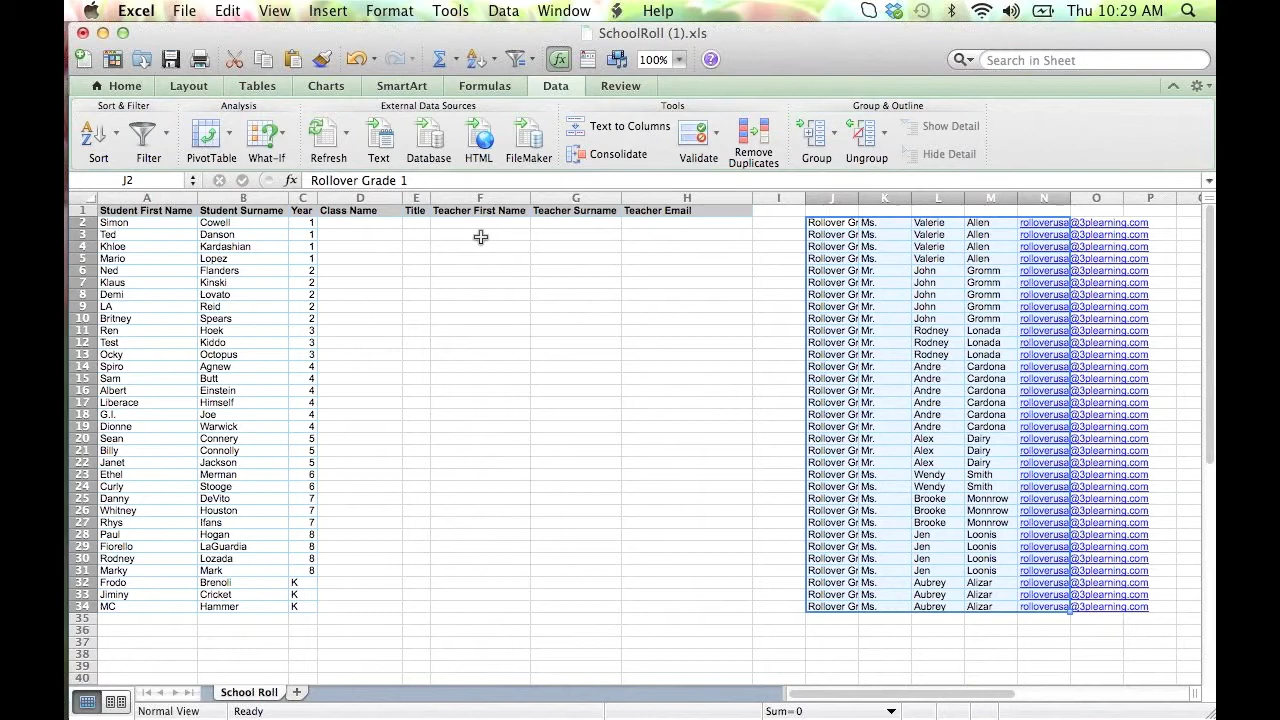 Excel File Edit View Insert Format Tools Data Window Help Thu 10:29 AM
SchoolRoll (1).xls
100% Search in Sheet
Home Layout Tables Charts SmartArt Formulas Data Review
Sort & Filter Analysis External Data Sources Tools Group & Outline
Text to Columns Show Detail
Consolidate Hide Detail
Sort Filter PivotTable What-If Refresh Text Database HTML FileMaker Validate Remove Duplicates Group Ungroup
J2 fx Rollover Grade 1
A B C D E F G H I J K L M N O P
1 Student First Name Student Surname Year Class Name Title Teacher First Name Teacher Surname Teacher Email
2 Simon Cowell 1 Rollover Gr Ms. Valerie Allen rolloverusa@3plearning.com
3 Ted Danson 1 Rollover Gr Ms. Valerie Allen rolloverusa@3plearning.com
4 Khloe Kardashian 1 Rollover Gr Ms. Valerie Allen rolloverusa@3plearning.com
5 Mario Lopez 1 Rollover Gr Ms. Valerie Allen rolloverusa@3plearning.com
6 Ned Flanders 2 Rollover Gr Mr. John Gromm rolloverusa@3plearning.com
7 Klaus Kinski 2 Rollover Gr Mr. John Gromm rolloverusa@3plearning.com
8 Demi Lovato 2 Rollover Gr Mr. John Gromm rolloverusa@3plearning.com
9 LA Reid 2 Rollover Gr Mr. John Gromm rolloverusa@3plearning.com
10 Britney Spears 2 Rollover Gr Mr. John Gromm rolloverusa@3plearning.com
11 Ren Hoek 3 Rollover Gr Mr. Rodney Lonada rolloverusa@3plearning.com
12 Test Kiddo 3 Rollover Gr Mr. Rodney Lonada rolloverusa@3plearning.com
13 Ocky Octopus 3 Rollover Gr Mr. Rodney Lonada rolloverusa@3plearning.com
14 Spiro Agnew 4 Rollover Gr Mr. Andre Cardona rolloverusa@3plearning.com
15 Sam Butt 4 Rollover Gr Mr. Andre Cardona rolloverusa@3plearning.com
16 Albert Einstein 4 Rollover Gr Mr. Andre Cardona rolloverusa@3plearning.com
17 Liberace Himself 4 Rollover Gr Mr. Andre Cardona rolloverusa@3plearning.com
18 G.I. Joe 4 Rollover Gr Mr. Andre Cardona rolloverusa@3plearning.com
19 Dionne Warwick 4 Rollover Gr Mr. Andre Cardona rolloverusa@3plearning.com
20 Sean Connery 5 Rollover Gr Mr. Alex Dairy rolloverusa@3plearning.com
21 Billy Connolly 5 Rollover Gr Mr. Alex Dairy rolloverusa@3plearning.com
22 Janet Jackson 5 Rollover Gr Mr. Alex Dairy rolloverusa@3plearning.com
23 Ethel Merman 6 Rollover Gr Ms. Wendy Smith rolloverusa@3plearning.com
24 Curly Stooge 6 Rollover Gr Ms. Wendy Smith rolloverusa@3plearning.com
25 Danny DeVito 7 Rollover Gr Ms. Brooke Monnrow rolloverusa@3plearning.com
26 Whitney Houston 7 Rollover Gr Ms. Brooke Monnrow rolloverusa@3plearning.com
27 Rhys Ifans 7 Rollover Gr Ms. Brooke Monnrow rolloverusa@3plearning.com
28 Paul Hogan 8 Rollover Gr Ms. Jen Loonis rolloverusa@3plearning.com
29 Fiorello LaGuardia 8 Rollover Gr Ms. Jen Loonis rolloverusa@3plearning.com
30 Rodney Lozada 8 Rollover Gr Ms. Jen Loonis rolloverusa@3plearning.com
31 Marky Mark 8 Rollover Gr Ms. Jen Loonis rolloverusa@3plearning.com
32 Frodo Brenoli K Rollover Gr Ms. Aubrey Alizar rolloverusa@3plearning.com
33 Jiminy Cricket K Rollover Gr Ms. Aubrey Alizar rolloverusa@3plearning.com
34 MC Hammer K Rollover Gr Ms. Aubrey Alizar rolloverusa@3plearning.com
35
36
37
38
39
40
School Roll
Normal View Ready Sum=0